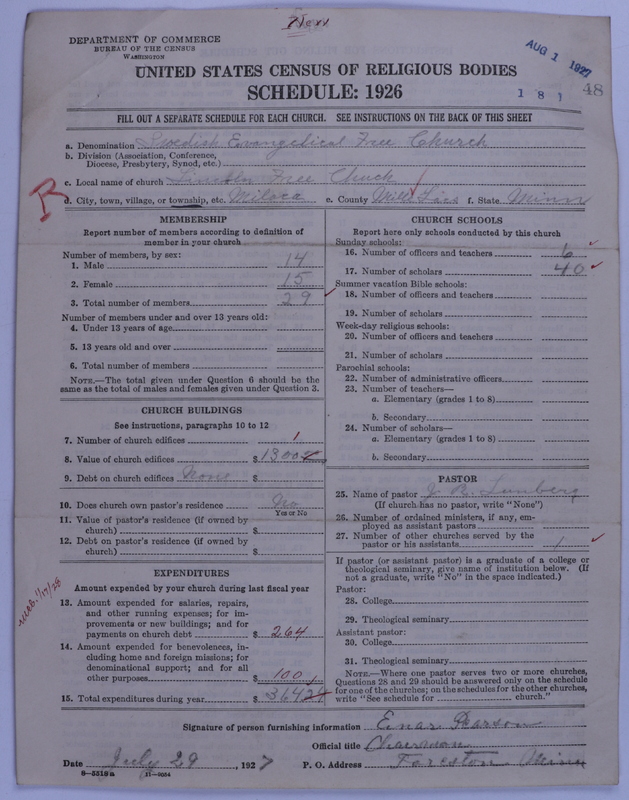 New
DEPARTMENT OF COMMERCE
BUREAU OF THE CENSUS
WASHINGTON
AUG 1 1927
UNITED STATES CENSUS OF RELIGIOUS BODIES
SCHEDULE: 1926
1 8 1 48
FILL OUT A SEPARATE SCHEDULE FOR EACH CHURCH. SEE INSTRUCTIONS ON THE BACK OF THIS SHEET
a. Denomination Swedish Evangelical Free Church
b. Division (Association, Conference,
Diocese, Presbytery, Synod, etc.)
c. Local name of church Free Chuch
R
d. City, town, village, or township, etc. Milaca e. County Mille Lacs f. State Minn
MEMBERSHIP
Report number of members according to definition of
member in your church
Number of members, by sex:
1. Male 14
2. Female 15
3. Total number of members 29
Number of members under and over 13 years old:
4. Under 13 years of age
5. 13 years old and over
6. Total number of members
NOTE.—The total given under Question 6 should be the
same as the total of males and females given under Question 3.
CHURCH BUILDINGS
See instructions, paragraphs 10 to 12
7. Number of church edifices 1
8. Value of church edifices $1300
9. Debt on church edifices None $
10. Does church own pastor's residence No
Yes or No
11. Value of pastor's residence (if owned by
church) $
12. Debt on pastor's residence (if owned by
church) $
EXPENDITURES
Amount expended by your church during last fiscal year
13. Amount expended for salaries, repairs,
and other running expenses; for im-
provements or new buildings; and for
payments on church debt $ 264
14. Amount expended for benevolences, in-
cluding home and foreign missions; for
denominational support; and for all
other purposes $ 100
15. Total expenditures during year $ 364
CHURCH SCHOOLS
Report here only schools conducted by this church
Sunday schools:
16. Number of officers and teachers 6
17. Number of scholars 40
Summer vacation Bible schools:
18. Number of officers and teachers
19. Number of scholars
Week-day religious schools:
20. Number of officers and teachers
21. Number of scholars
Parochial schools:
22. Number of administrative officers
23. Number of teachers—
a. Elementary (grades 1 to 8)
b. Secondary
24. Number of scholars—
a. Elementary (grades 1 to 8)
b. Secondary
PASTOR
25. Name of pastor J. B. Lunberg
(If church has no pastor, write "None")
26. Number of ordained ministers, if any, em-
ployed as assistant pastors
27. Number of other churches served by the
pastor or his assistants 1
If pastor (or assistant pastor) is a graduate of a college or
theological seminary, give name of institution below. (If
not a graduate, write "No" in the space indicated.)
Pastor:
28. College
29. Theological seminary
Assistant pastor:
30. College
31. Theological seminary
NOTE.—Where one pastor serves two or more churches,
Questions 28 and 29 should be answered only on the schedule
for one of the churches; on the schedules for the other churches,
write "See schedule for church."
Signature of person furnishing information Einar Pearson
Official title Chairman
Date July 29, 1927 P. O. Address Foreston Minn
8—5518a 11—9654